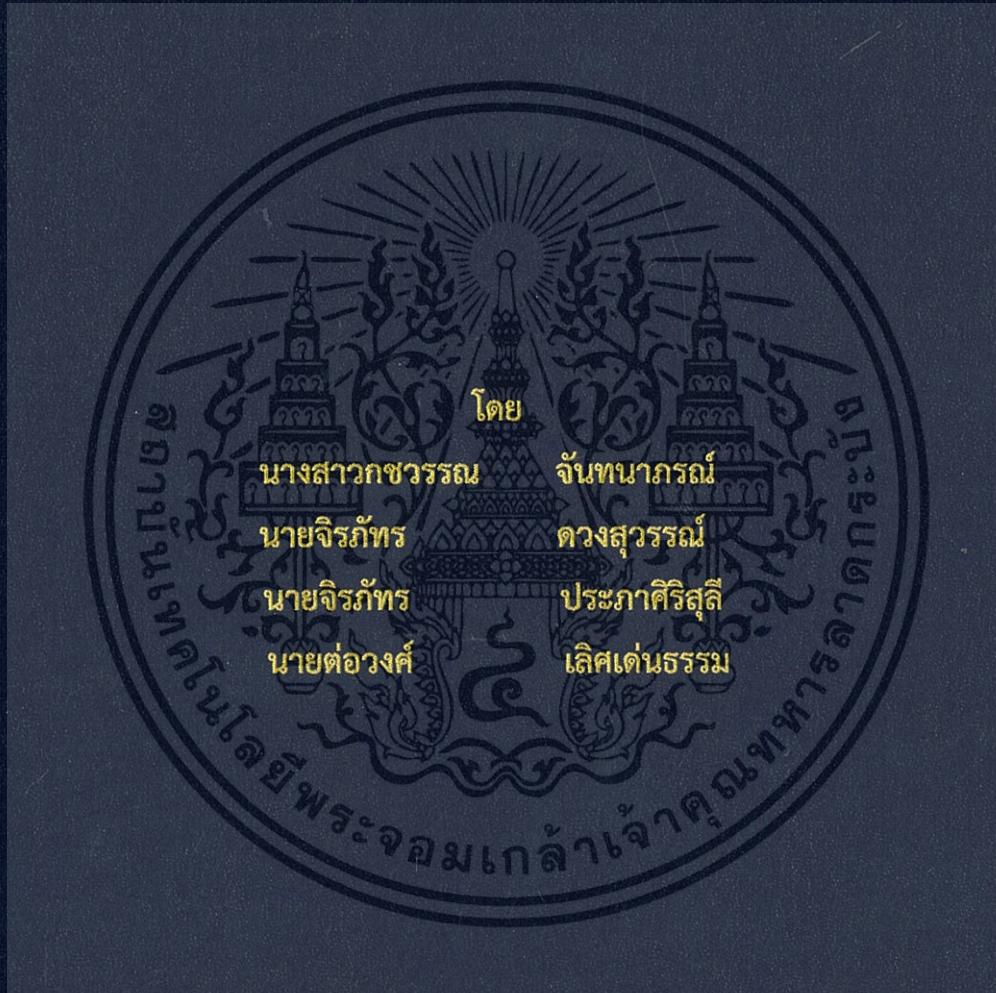 โดย
นางสาวกชวรรณ จันทนาภรณ์
นายจิรภัทร ดวงสุวรรณ์
นายจิรภัทร ประภาศิริสุลี
นายต่อวงศ์ เลิศเด่นธรรม
๔
สถาบันเทคโนโลยีพระจอมเกล้าเจ้าคุณทหารลาดกระบัง